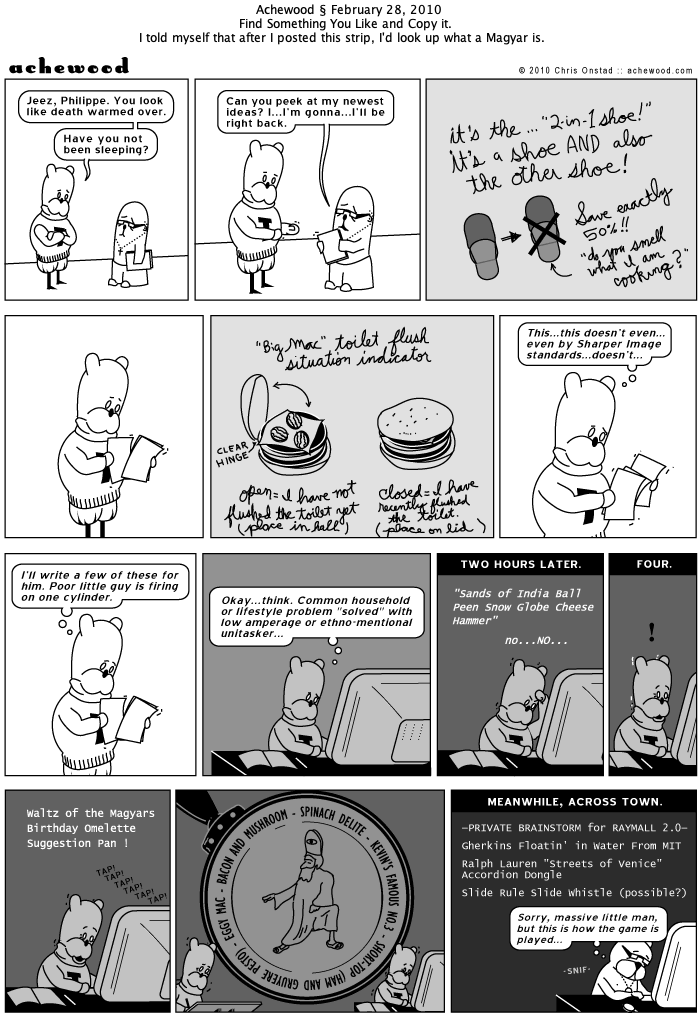 Achewood § February 28, 2010
Find Something You Like and Copy it.
I told myself that after I posted this strip, I'd look up what a Magyar is.
achewood
© 2010 Chris Onstad :: achewood.com
Jeez, Philippe. You look
like death warmed over.
Have you not
been sleeping?
Can you peek at my newest
ideas? I...I'm gonna...I'll be
right back.
it's the ... "2-in-1 shoe!"
it's a shoe AND also
the other shoe!
Save exactly
50%!!
"do you smell
what I am
cooking?"
"Big Mac" toilet flush
situation indicator
CLEAR
HINGE
open = I have not
flushed the toilet yet
(place in hall)
closed = I have
recently flushed
the toilet.
(place on lid)
This...this doesn't even...
even by Sharper Image
standards...doesn't...
I'll write a few of these for
him. Poor little guy is firing
on one cylinder.
Okay...think. Common household
or lifestyle problem "solved" with
low amperage or ethno-mentional
unitasker...
TWO HOURS LATER.
"Sands of India Ball
Peen Snow Globe Cheese
Hammer"
no...NO...
FOUR.
!
Waltz of the Magyars
Birthday Omelette
Suggestion Pan !
TAP!
TAP!
TAP!
TAP!
TAP!
EGGY MAC - BACON AND MUSHROOM - SPINACH DELITE - KEVIN'S FAMOUS NO.3 - SHORT-TOP (HAM AND GRUYERE PESTO) -
MEANWHILE, ACROSS TOWN.
—PRIVATE BRAINSTORM for RAYMALL 2.0—
Gherkins Floatin' in Water From MIT
Ralph Lauren "Streets of Venice"
Accordion Dongle
Slide Rule Slide Whistle (possible?)
Sorry, massive little man,
but this is how the game is
played...
-SNIF-